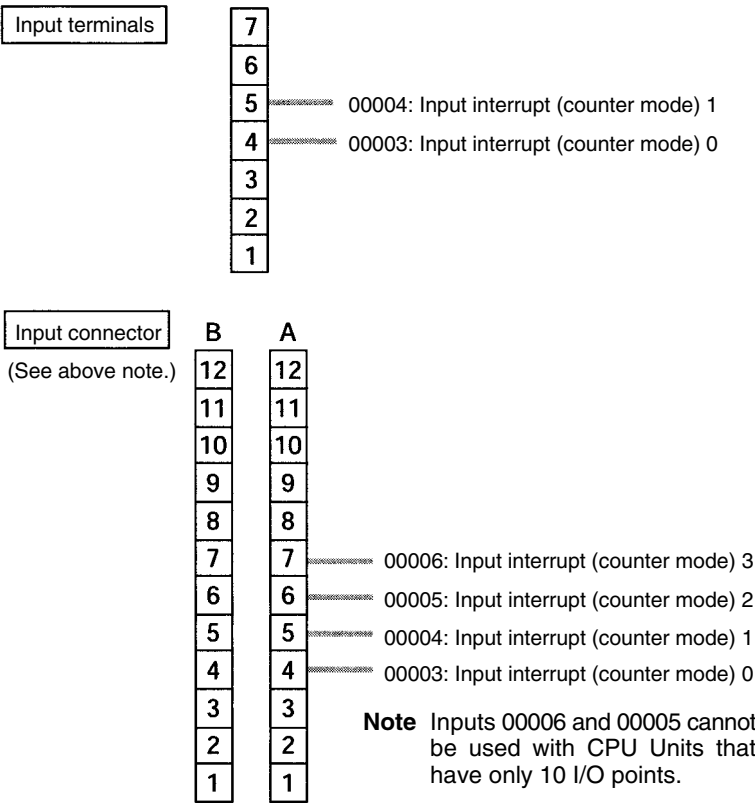 Input terminals
7
6
5 00004: Input interrupt (counter mode) 1
4 00003: Input interrupt (counter mode) 0
3
2
1
Input connector B A
(See above note.) 12 12
11 11
10 10
9 9
8 8
7 7 00006: Input interrupt (counter mode) 3
6 6 00005: Input interrupt (counter mode) 2
5 5 00004: Input interrupt (counter mode) 1
4 4 00003: Input interrupt (counter mode) 0
3 3
2 2
1 1
Note Inputs 00006 and 00005 cannot
be used with CPU Units that
have only 10 I/O points.